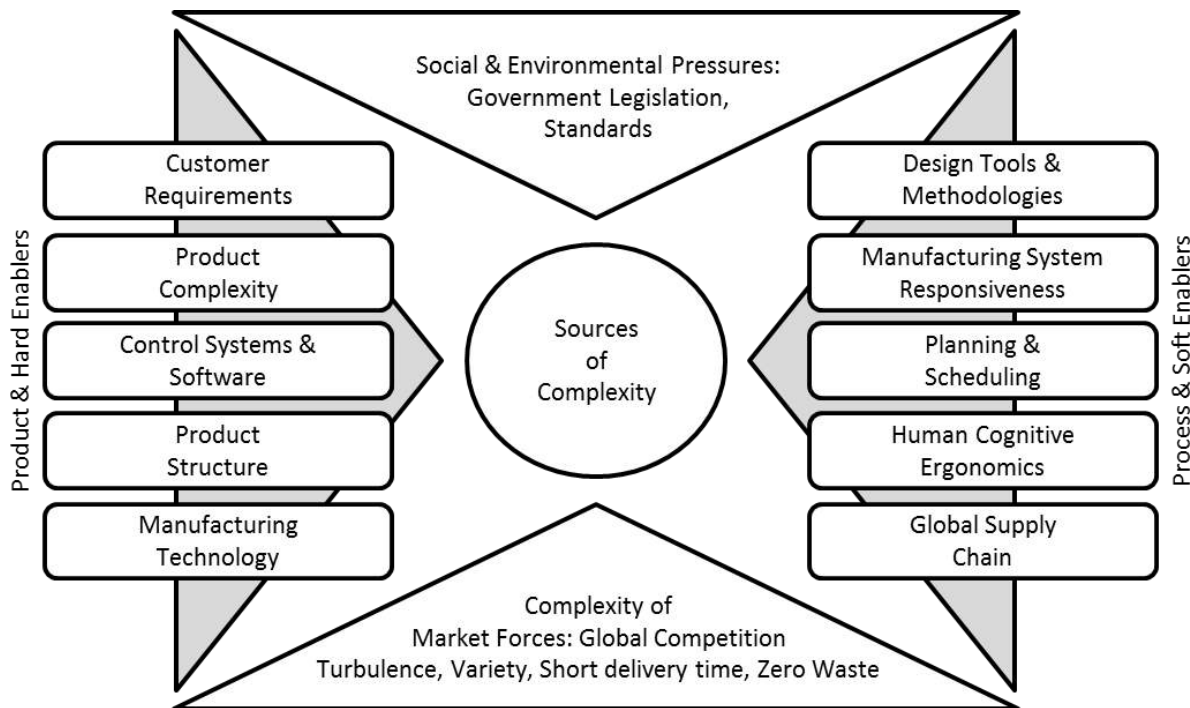 Social & Environmental Pressures:
Government Legislation,
Standards
Product & Hard Enablers
Customer
Requirements
Product
Complexity
Control Systems &
Software
Product
Structure
Manufacturing
Technology
Sources
of
Complexity
Design Tools &
Methodologies
Manufacturing System
Responsiveness
Planning &
Scheduling
Human Cognitive
Ergonomics
Global Supply
Chain
Process & Soft Enablers
Complexity of
Market Forces: Global Competition
Turbulence, Variety, Short delivery time, Zero Waste